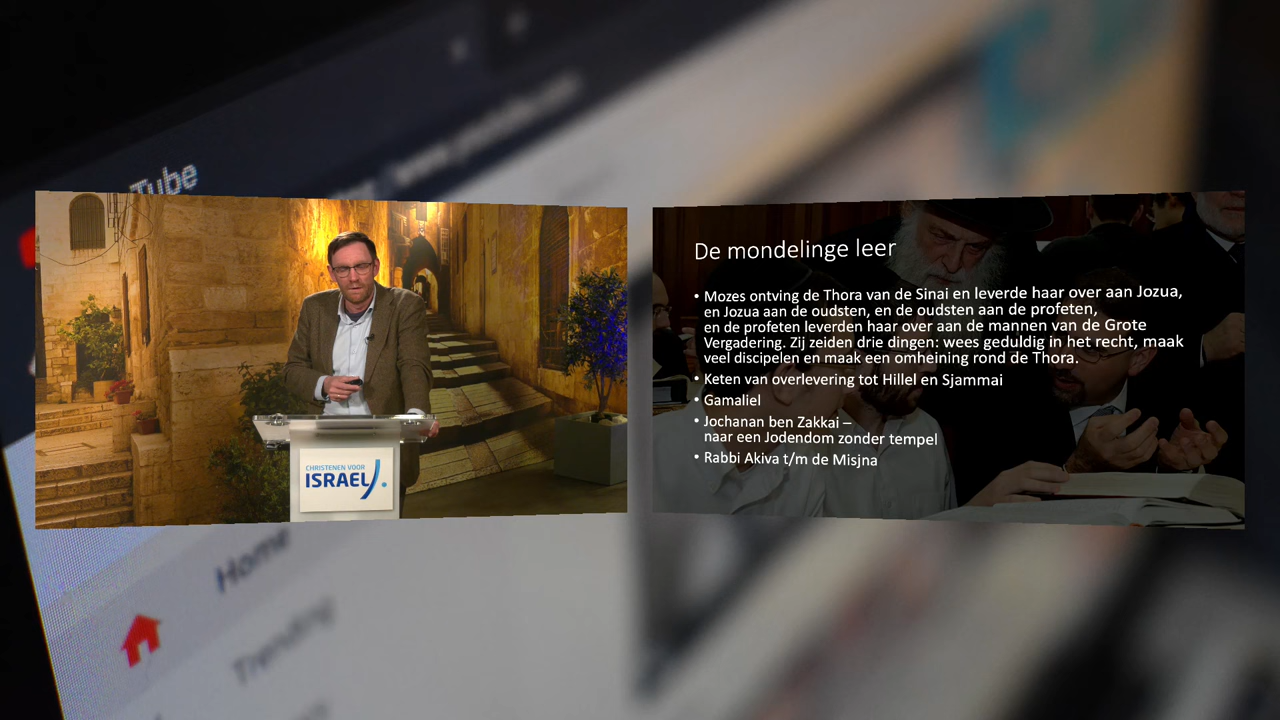 Tube
De mondelinge leer
• Mozes ontving de Thora van de Sinai en leverde haar over aan Jozua,
en Jozua aan de oudsten, en de oudsten aan de profeten,
en de profeten leverden haar over aan de mannen van de Grote
Vergadering. Zij zeiden drie dingen: wees geduldig in het recht, maak
veel discipelen en maak een omheining rond de Thora.
• Keten van overlevering tot Hillel en Sjammai
• Gamaliel
• Jochanan ben Zakkai –
naar een Jodendom zonder tempel
• Rabbi Akiva t/m de Misjna
CHRISTENEN VOOR
ISRAEL
Home
Trending